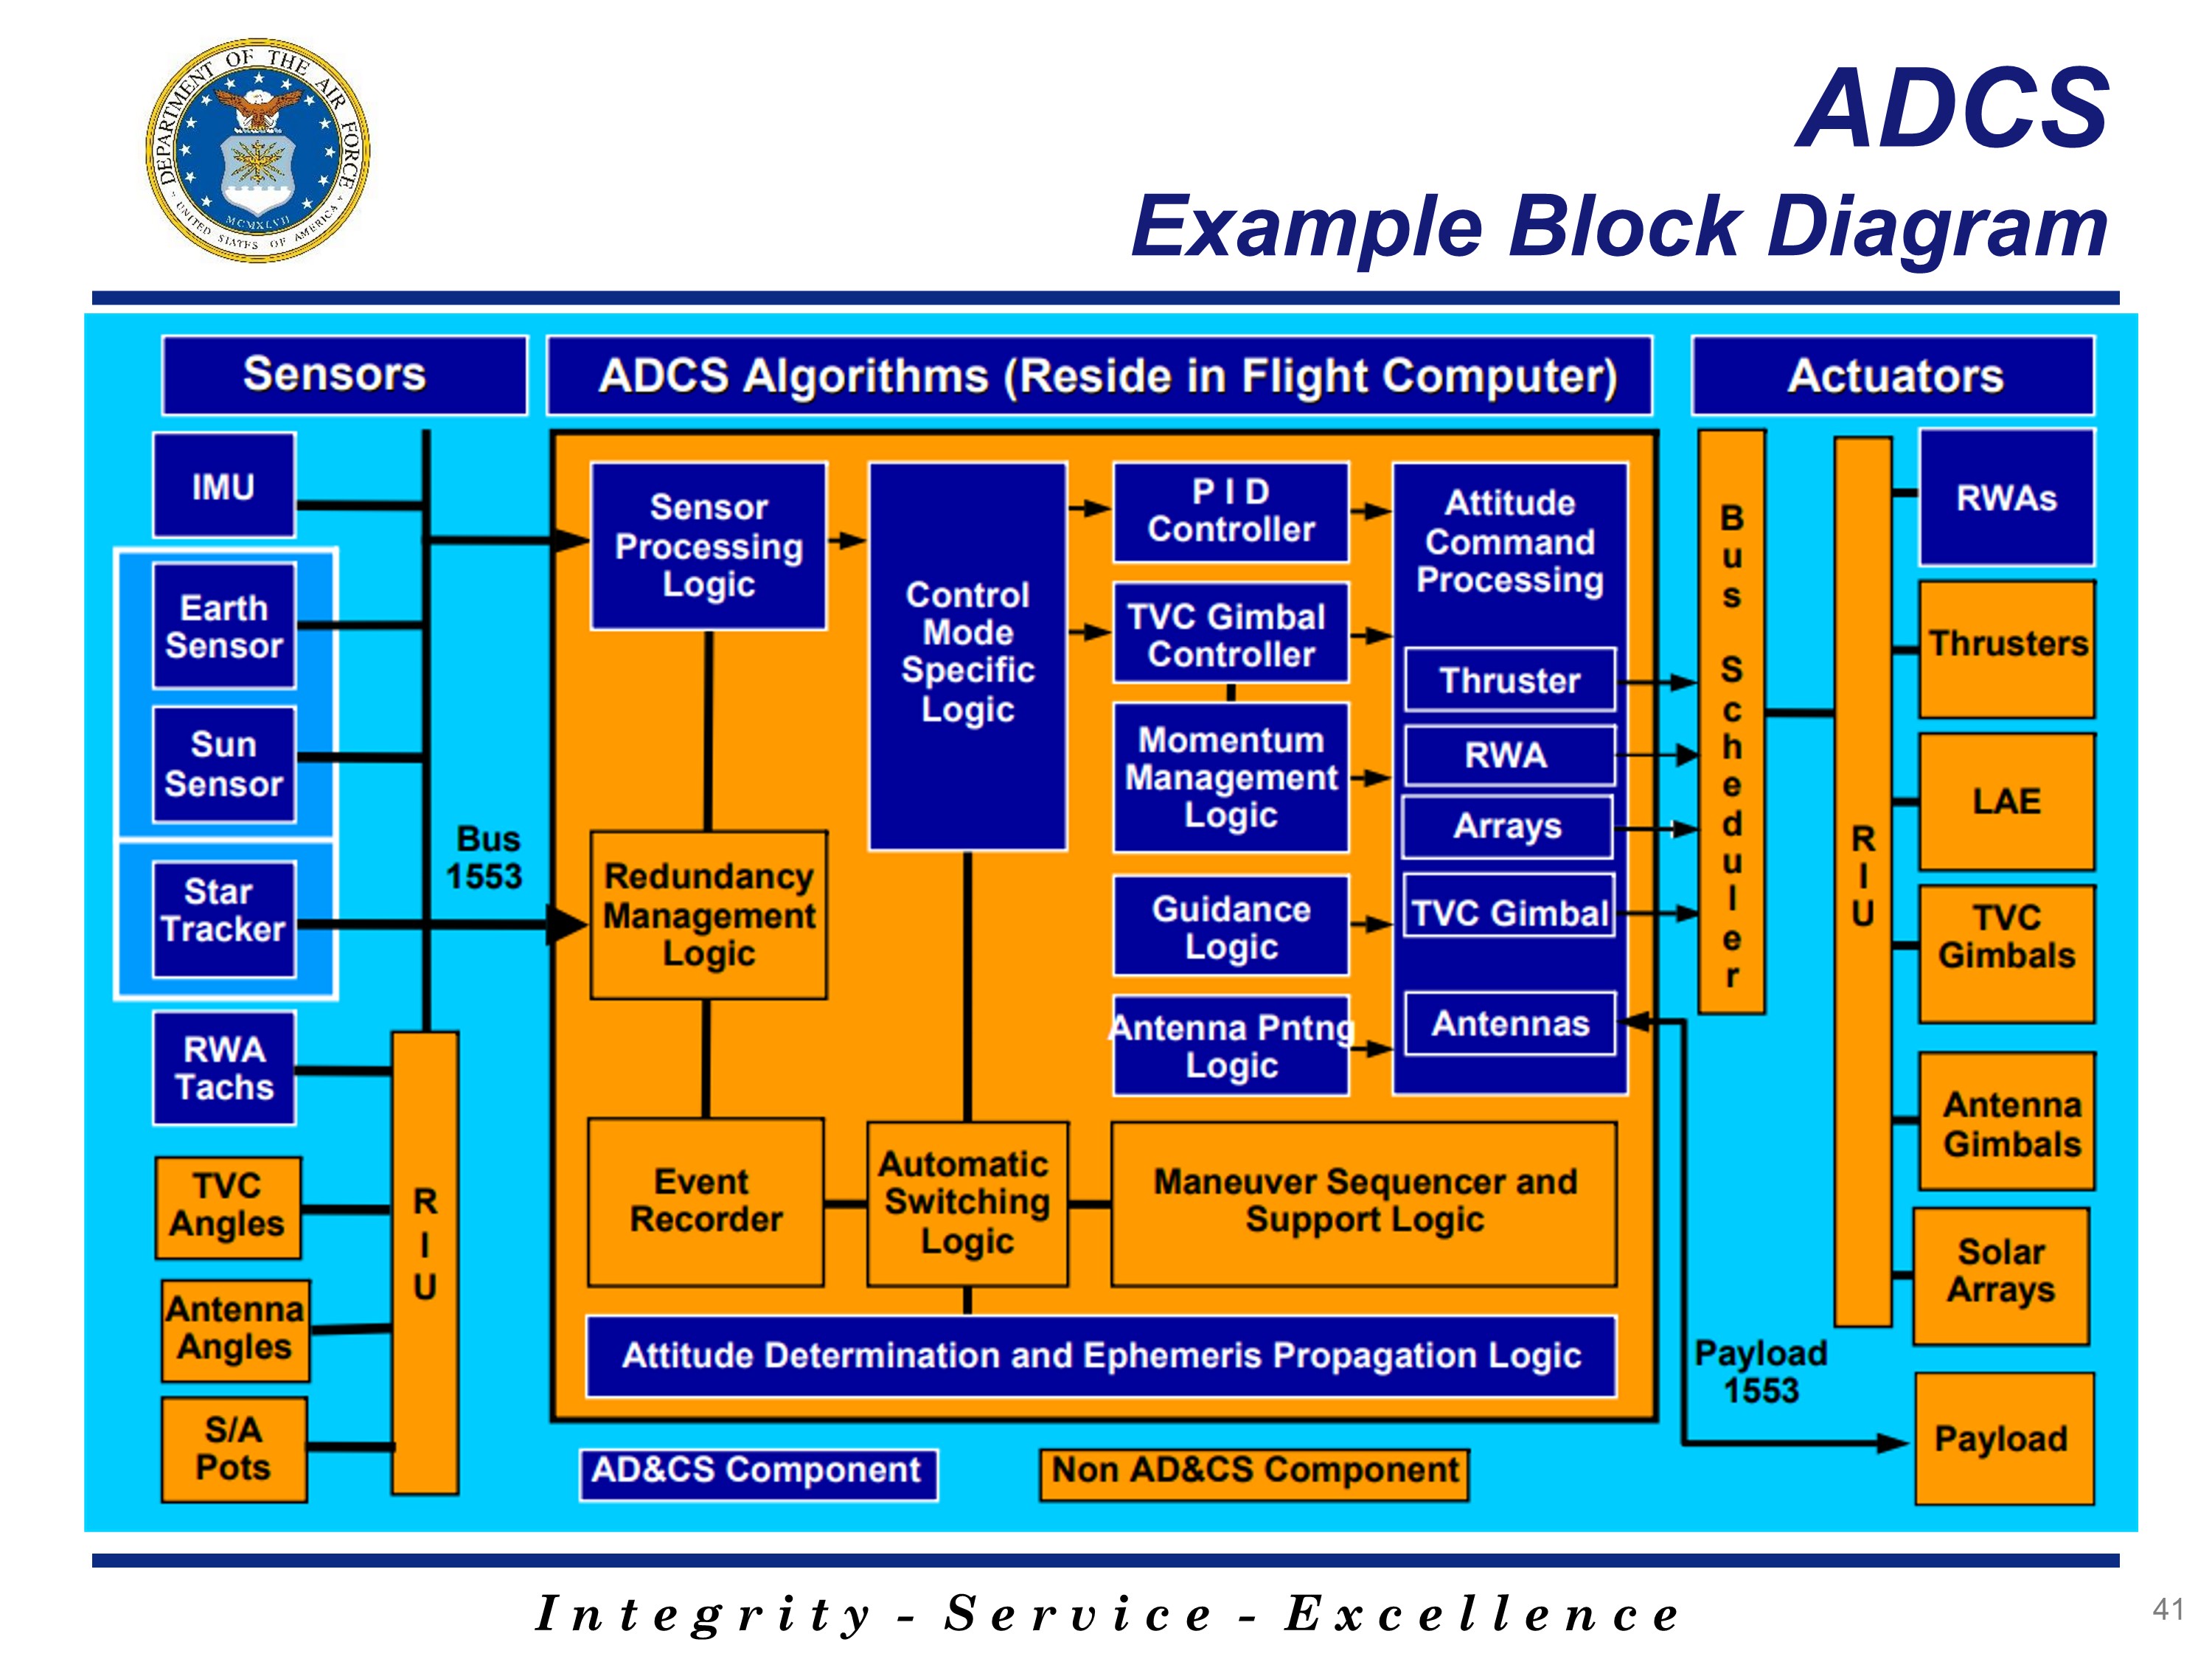 DEPARTMENT OF THE AIR FORCE
UNITED STATES OF AMERICA
MCMXLVII
ADCS
Example Block Diagram
Sensors
ADCS Algorithms (Reside in Flight Computer)
Actuators
IMU
Earth
Sensor
Sun
Sensor
Star
Tracker
RWA
Tachs
TVC
Angles
Antenna
Angles
S/A
Pots
R
I
U
Bus
1553
Sensor
Processing
Logic
Redundancy
Management
Logic
Event
Recorder
Control
Mode
Specific
Logic
Automatic
Switching
Logic
P I D
Controller
TVC Gimbal
Controller
Momentum
Management
Logic
Guidance
Logic
Antenna Pntng
Logic
Maneuver Sequencer and
Support Logic
Attitude
Command
Processing
Thruster
RWA
Arrays
TVC Gimbal
Antennas
Attitude Determination and Ephemeris Propagation Logic
B
u
s
S
c
h
e
d
u
l
e
r
R
I
U
RWAs
Thrusters
LAE
TVC
Gimbals
Antenna
Gimbals
Solar
Arrays
Payload
1553
Payload
AD&CS Component
Non AD&CS Component
Integrity - Service - Excellence
41